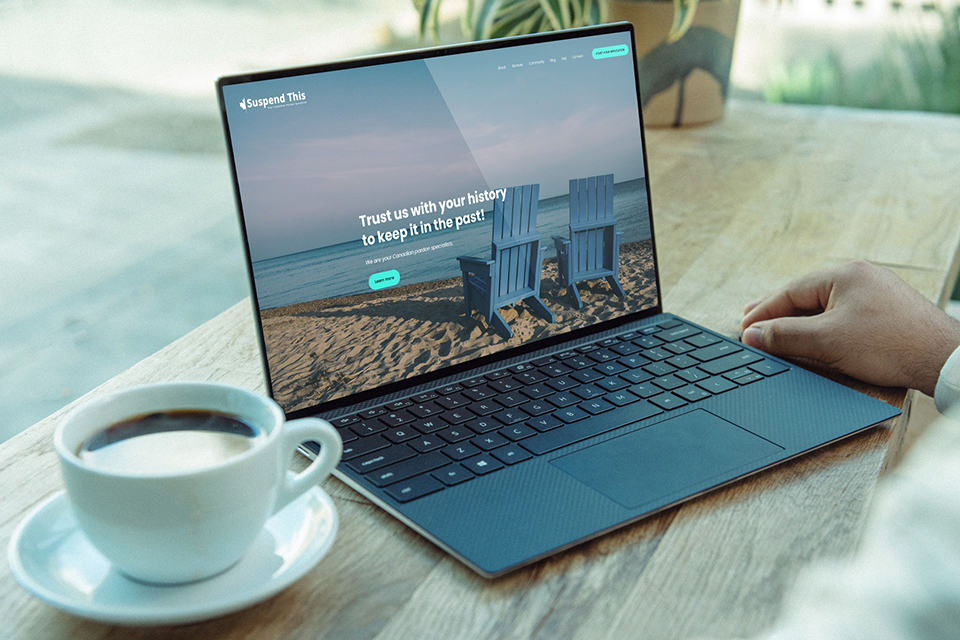 Suspend This
About Services Community Blog FAQ Contact
START YOUR APPLICATION
Trust us with your history
to keep it in the past!
We are your Canadian pardon specialists.
Learn more